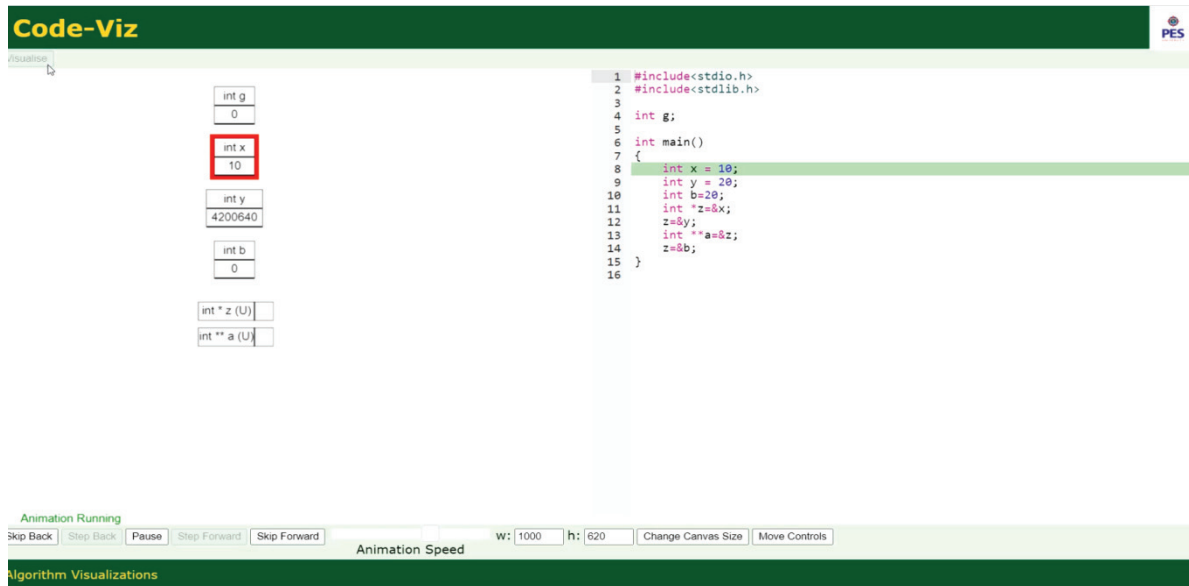 Code-Viz
PES
Visualise
int g
0
int x
10
int y
4200640
int b
0
int * z (U)
int ** a (U)
1 #include<stdio.h>
2 #include<stdlib.h>
3
4 int g;
5
6 int main()
7 {
8 int x = 10;
9 int y = 20;
10 int b=20;
11 int *z=&x;
12 z=&y;
13 int **a=&z;
14 z=&b;
15 }
16
Animation Running
Skip Back Step Back Pause Step Forward Skip Forward w: 1000 h: 620 Change Canvas Size Move Controls
Animation Speed
Algorithm Visualizations